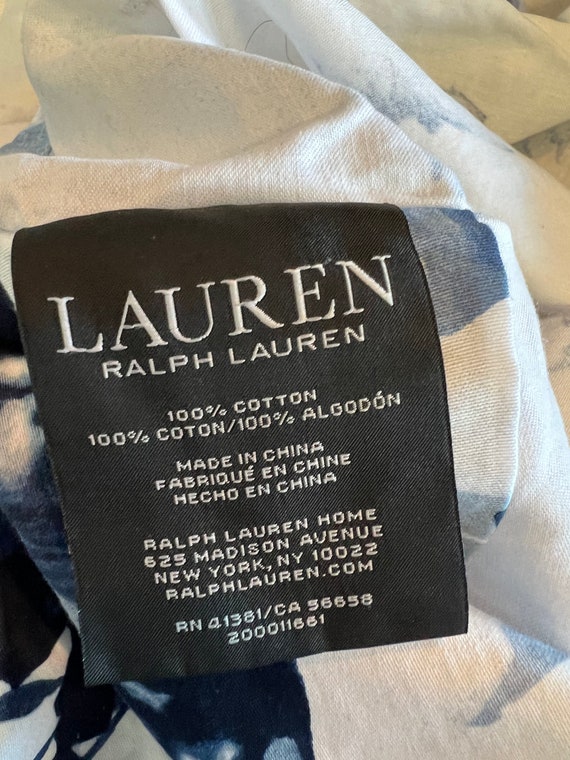 LAUREN
RALPH LAUREN
100% COTTON
100% COTON/100% ALGODÓN
MADE IN CHINA
FABRIQUÉ EN CHINE
HECHO EN CHINA
RALPH LAUREN HOME
625 MADISON AVENUE
NEW YORK, NY 10022
RALPHLAUREN.COM
RN 41381/CA 56658
200011661